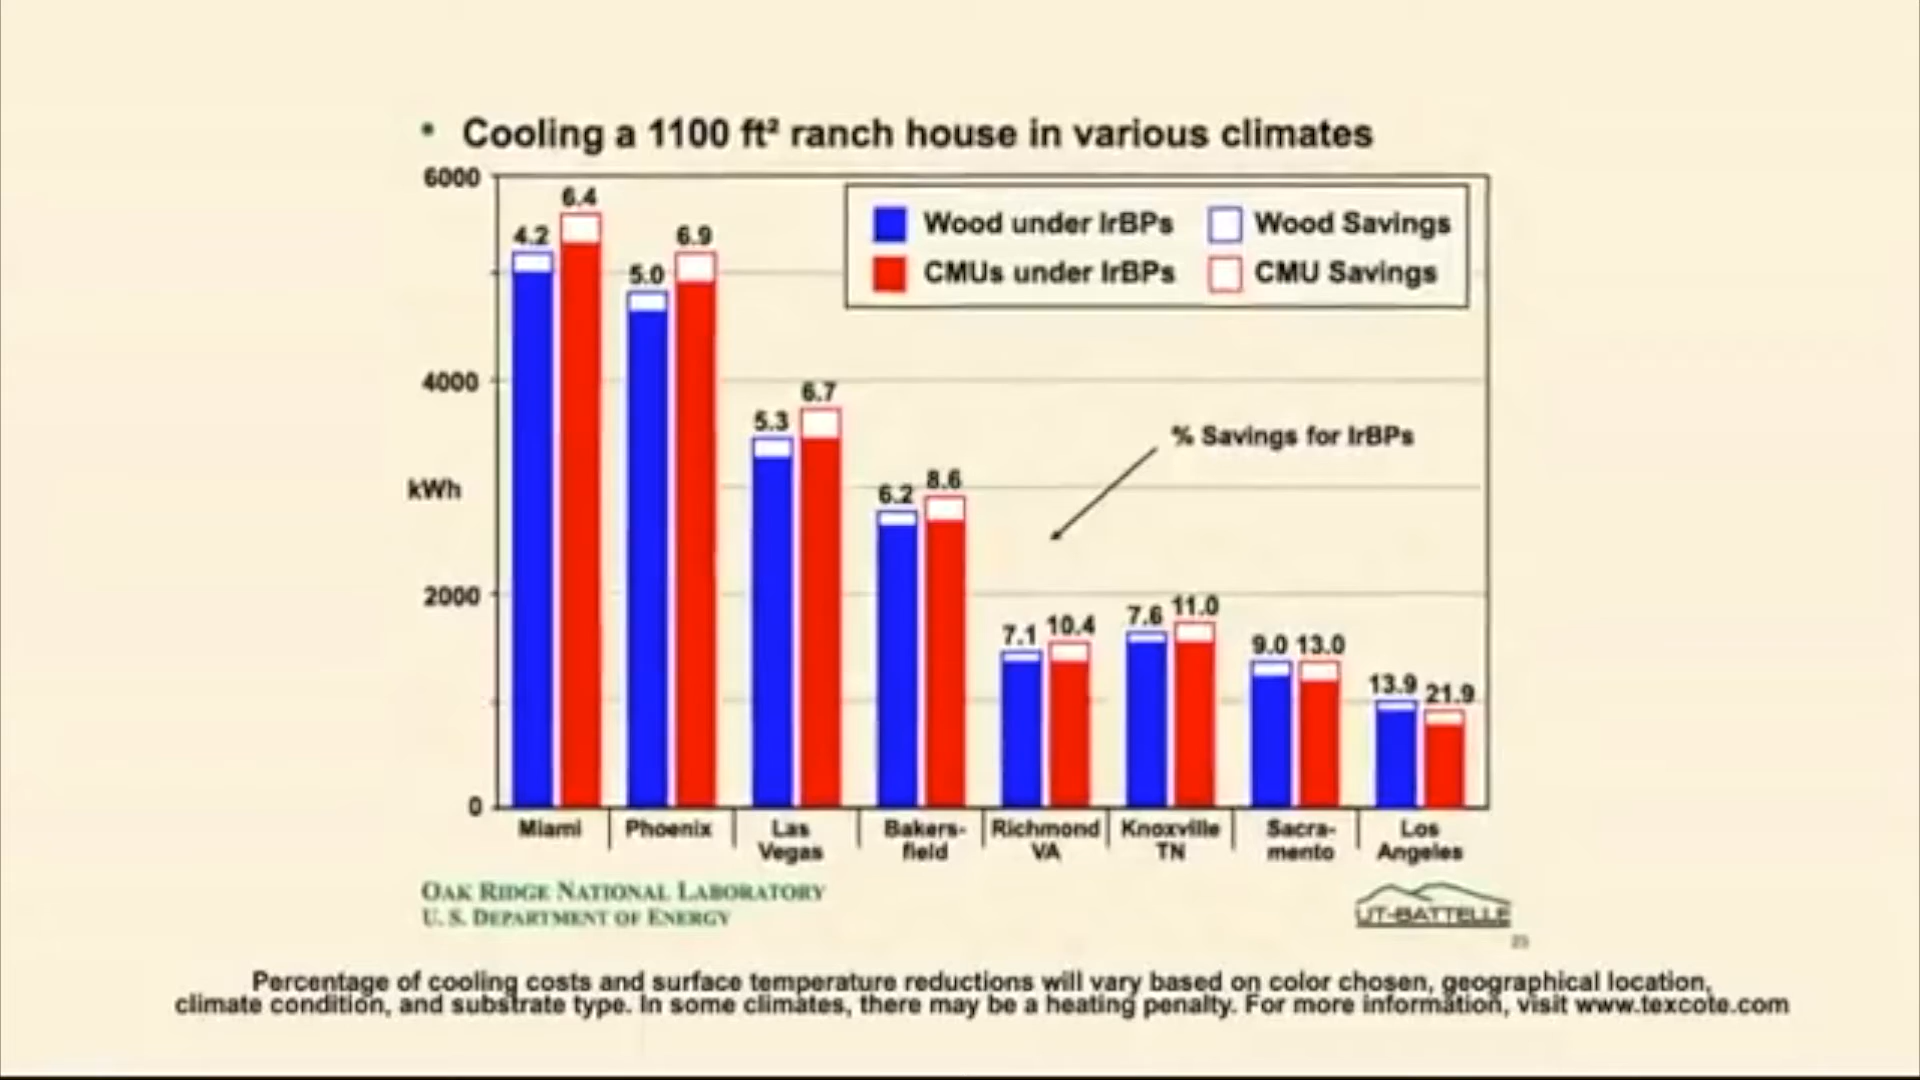 • Cooling a 1100 ft² ranch house in various climates
6000
4000
2000
0
kWh
Wood under IrBPs
Wood Savings
CMUs under IrBPs
CMU Savings
% Savings for IrBPs
4.2
6.4
5.0
6.9
5.3
6.7
6.2
8.6
7.1
10.4
7.6
11.0
9.0
13.0
13.9
21.9
Miami
Phoenix
Las
Vegas
Bakers-
field
Richmond
VA
Knoxville
TN
Sacra-
mento
Los
Angeles
OAK RIDGE NATIONAL LABORATORY
U. S. DEPARTMENT OF ENERGY
UT-BATTELLE
Percentage of cooling costs and surface temperature reductions will vary based on color chosen, geographical location,
climate condition, and substrate type. In some climates, there may be a heating penalty. For more information, visit www.texcote.com